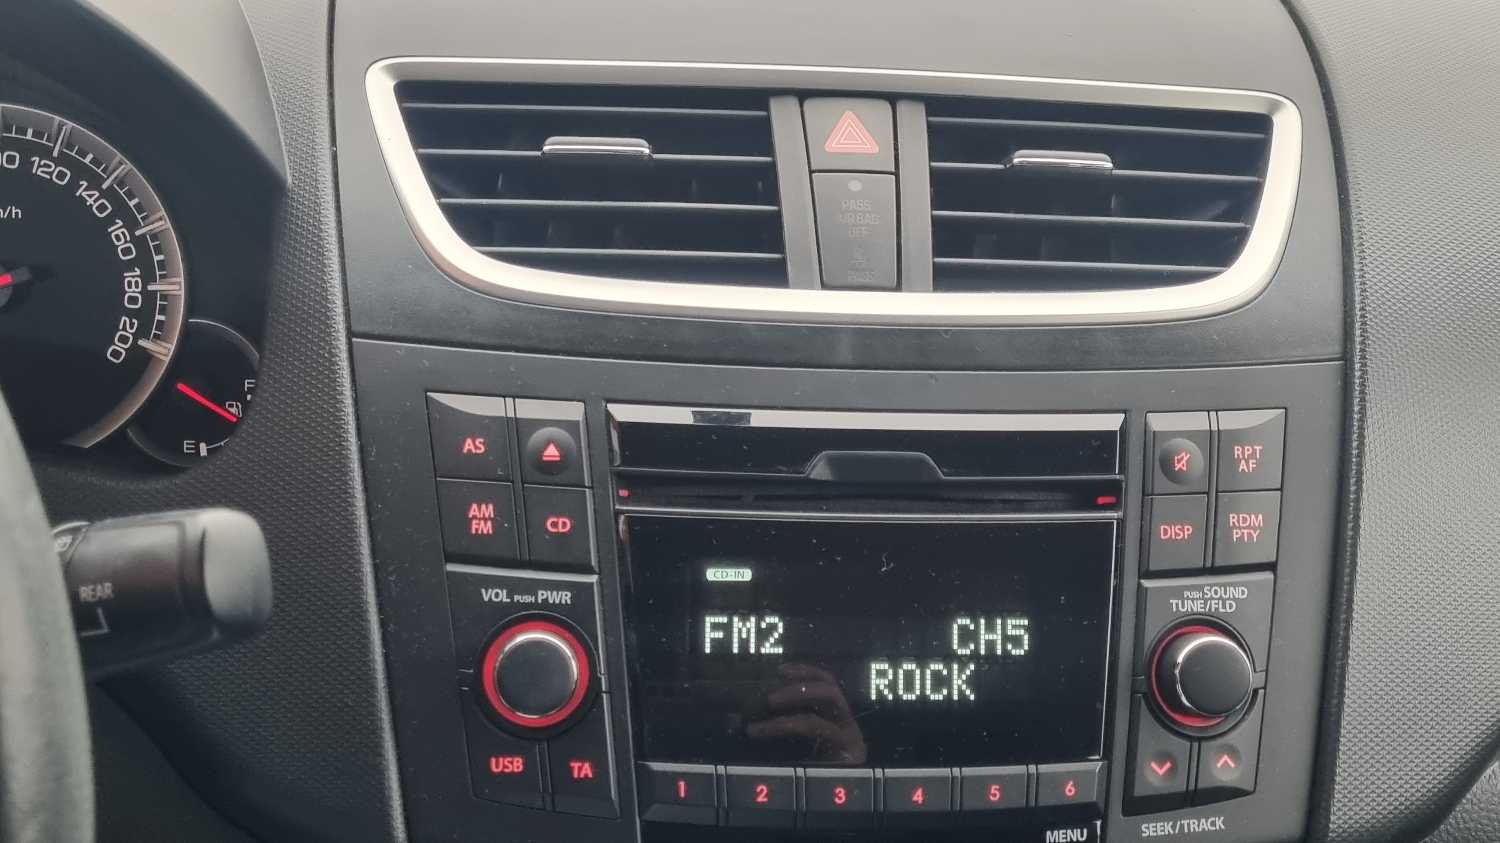 120
140
160
180
200
F
E
REAR
PASS
AIR BAG
OFF
PASS
AS
AM
FM
CD
VOL PUSH PWR
USB
TA
CD-IN
FM2
CH5
ROCK
1
2
3
4
5
6
MENU
RPT
AF
DISP
RDM
PTY
PUSH SOUND
TUNE/FLD
SEEK/TRACK